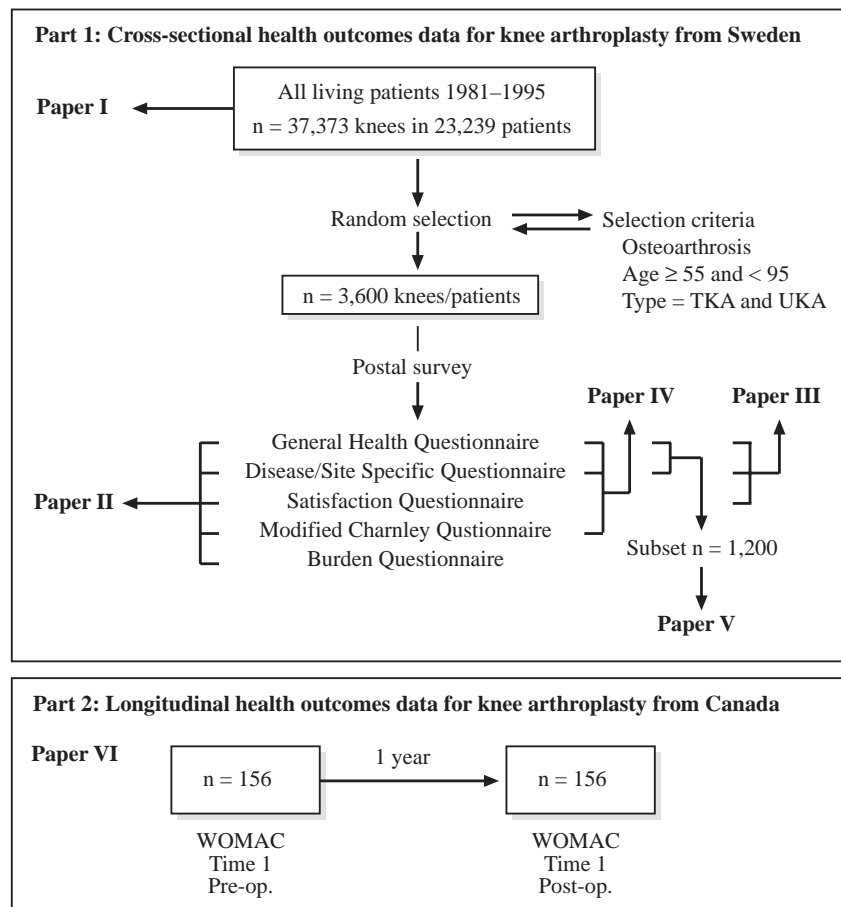 Part 1: Cross-sectional health outcomes data for knee arthroplasty from Sweden
Paper I
All living patients 1981–1995
n = 37,373 knees in 23,239 patients
Random selection
Selection criteria
Osteoarthrosis
Age ≥ 55 and < 95
Type = TKA and UKA
n = 3,600 knees/patients
Postal survey
Paper IV
Paper III
General Health Questionnaire
Disease/Site Specific Questionnaire
Paper II
Satisfaction Questionnaire
Modified Charnley Qustionnaire
Burden Questionnaire
Subset n = 1,200
Paper V
Part 2: Longitudinal health outcomes data for knee arthroplasty from Canada
Paper VI
n = 156
1 year
n = 156
WOMAC
Time 1
Pre-op.
WOMAC
Time 1
Post-op.